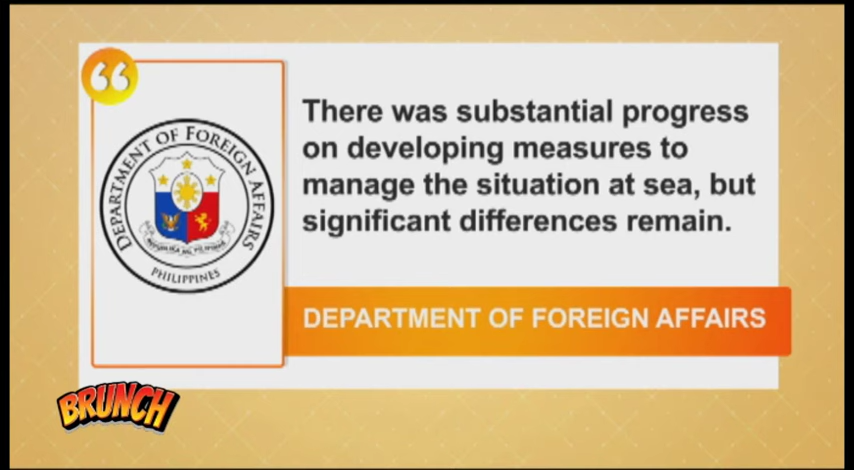 “
DEPARTMENT OF FOREIGN AFFAIRS
PHILIPPINES
There was substantial progress
on developing measures to
manage the situation at sea, but
significant differences remain.
DEPARTMENT OF FOREIGN AFFAIRS
BRUNCH